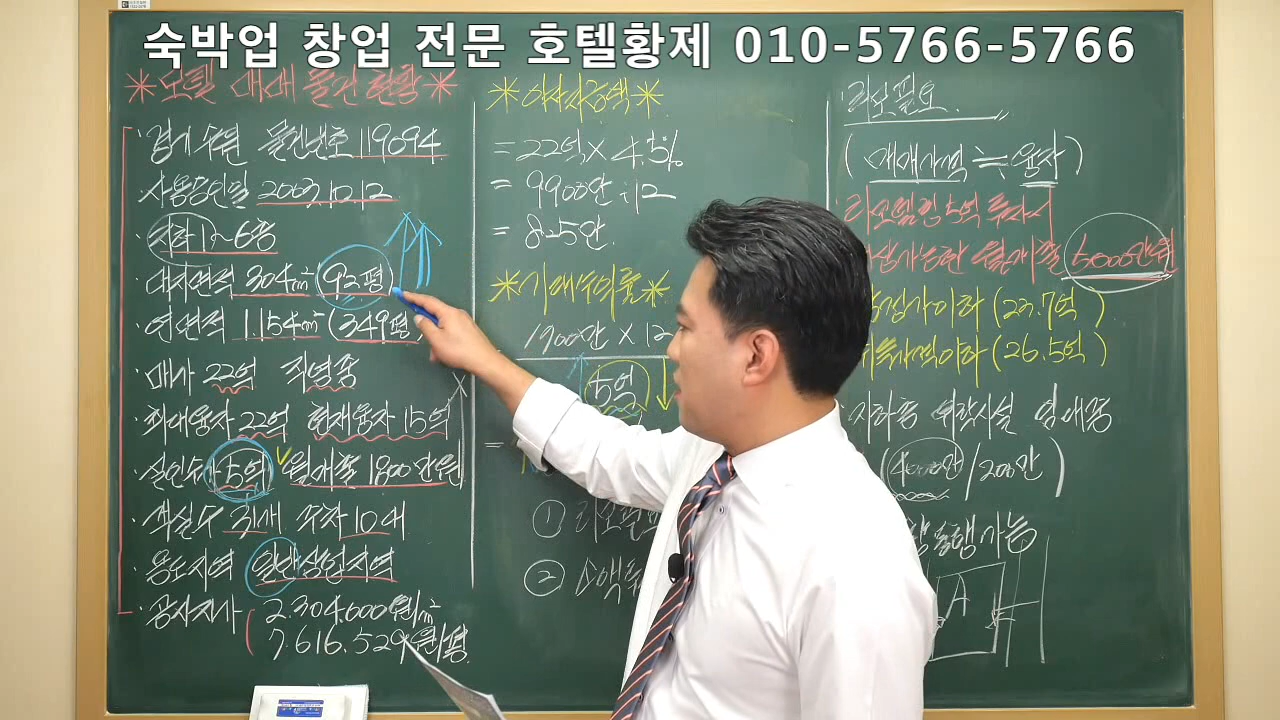 숙박업 창업 전문 호텔황제 010-5766-5766
*모텔 매매 물건현황*
· 경기 수원 물건번호 119094
· 사용승인일 2003.12.12
· 지하 1~6층
· 대지면적 304m² (92평)
· 연면적 1.154m² (349평
· 매가 22억 직영중
· 최대융자 22억 현재융자 15억
· 실인수가 5억 월매출 1800만원
· 객실수 31개 주차 10대
· 용도지역 일반상업지역
· 공시지가 2.304.600원/m²
7.616.529원/평
*이자금액*
= 22억 × 4.5%
= 9900만 ÷ 12
= 825만
*기대수익률*
1900만 × 12
5억
=
①
② 소액투
리모델링필요
(매매가격 ≒ 융자)
리모델링 5억 투자시
가능한 월매출 5000만원
감정가이하 (23.7억)
가격이하 (26.5억)
· 지하층 위락시설 임대중
(4000만/200만)
가능
A